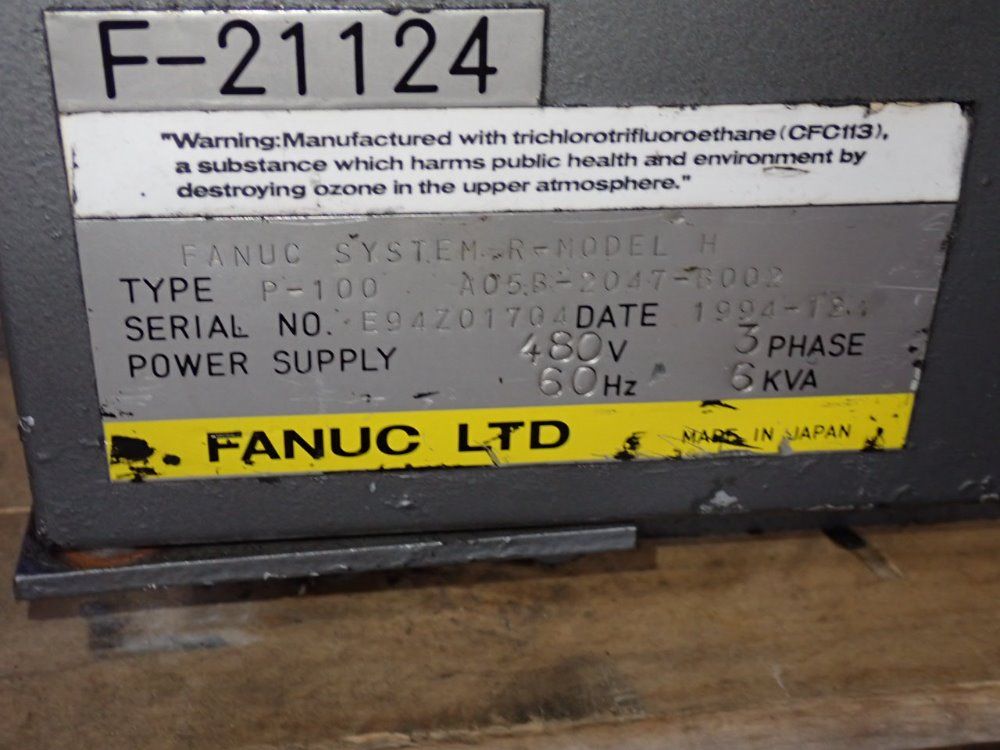 F-21124
"Warning:Manufactured with trichlorotrifluoroethane(CFC113),
a substance which harms public health and environment by
destroying ozone in the upper atmosphere."
FANUC SYSTEM R-MODEL H
TYPE P-100 A05B-2047-B002
SERIAL NO. E94Z01704 DATE 1994-12
POWER SUPPLY 480V 3 PHASE
60Hz 6 KVA
FANUC LTD MADE IN JAPAN